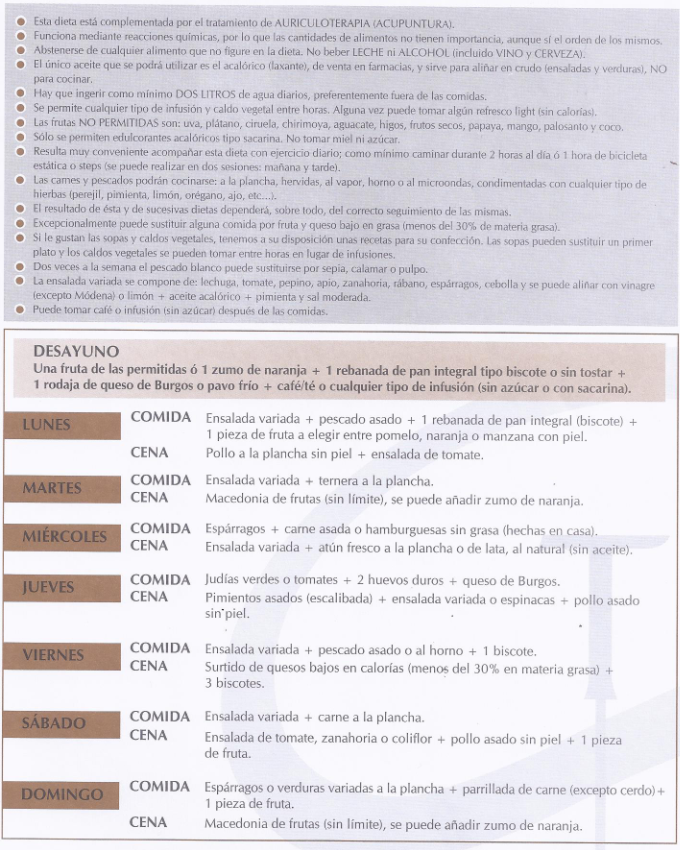 Esta dieta está complementada por el tratamiento de AURICULOTERAPIA (ACUPUNTURA).
Funciona mediante reacciones químicas, por lo que las cantidades de alimentos no tienen importancia, aunque sí el orden de los mismos.
Abstenerse de cualquier alimento que no figure en la dieta. No beber LECHE ni ALCOHOL (incluido VINO y CERVEZA).
El único aceite que se podrá utilizar es el acalórico (laxante), de venta en farmacias, y sirve para aliñar en crudo (ensaladas y verduras), NO
para cocinar.
Hay que ingerir como mínimo DOS LITROS de agua diarios, preferentemente fuera de las comidas.
Se permite cualquier tipo de infusión y caldo vegetal entre horas. Alguna vez puede tomar algún refresco light (sin calorías).
Las frutas NO PERMITIDAS son: uva, plátano, ciruela, chirimoya, aguacate, higos, frutos secos, papaya, mango, palosanto y coco.
Sólo se permiten edulcorantes acalóricos tipo sacarina. No tomar miel ni azúcar.
Resulta muy conveniente acompañar esta dieta con ejercicio diario; como mínimo caminar durante 2 horas al día ó 1 hora de bicicleta
estática o steps (se puede realizar en dos sesiones: mañana y tarde).
Las carnes y pescados podrán cocinarse: a la plancha, hervidas, al vapor, horno o al microondas, condimentadas con cualquier tipo de
hierbas (perejil, pimienta, limón, orégano, ajo, etc...).
El resultado de ésta y de sucesivas dietas dependerá, sobre todo, del correcto seguimiento de las mismas.
Excepcionalmente puede sustituir alguna comida por fruta y queso bajo en grasa (menos del 30% de materia grasa).
Si le gustan las sopas y caldos vegetales, tenemos a su disposición unas recetas para su confección. Las sopas pueden sustituir un primer
plato y los caldos vegetales se pueden tomar entre horas en lugar de infusiones.
Dos veces a la semana el pescado blanco puede sustituirse por sepia, calamar o pulpo.
La ensalada variada se compone de: lechuga, tomate, pepino, apio, zanahoria, rábano, espárragos, cebolla y se puede aliñar con vinagre
(excepto Módena) o limón + aceite acalórico + pimienta y sal moderada.
Puede tomar café o infusión (sin azúcar) después de las comidas.
DESAYUNO
Una fruta de las permitidas ó 1 zumo de naranja + 1 rebanada de pan integral tipo biscote o sin tostar +
1 rodaja de queso de Burgos o pavo frío + café/té o cualquier tipo de infusión (sin azúcar o con sacarina).
LUNES COMIDA Ensalada variada + pescado asado + 1 rebanada de pan integral (biscote) +
1 pieza de fruta a elegir entre pomelo, naranja o manzana con piel.
CENA Pollo a la plancha sin piel + ensalada de tomate.
MARTES COMIDA Ensalada variada + ternera a la plancha.
CENA Macedonia de frutas (sin límite), se puede añadir zumo de naranja.
MIÉRCOLES COMIDA Espárragos + carne asada o hamburguesas sin grasa (hechas en casa).
CENA Ensalada variada + atún fresco a la plancha o de lata, al natural (sin aceite).
JUEVES COMIDA Judías verdes o tomates + 2 huevos duros + queso de Burgos.
CENA Pimientos asados (escalibada) + ensalada variada o espinacas + pollo asado
sin piel.
VIERNES COMIDA Ensalada variada + pescado asado o al horno + 1 biscote.
CENA Surtido de quesos bajos en calorías (menos del 30% en materia grasa) +
3 biscotes.
SÁBADO COMIDA Ensalada variada + carne a la plancha.
CENA Ensalada de tomate, zanahoria o coliflor + pollo asado sin piel + 1 pieza
de fruta.
DOMINGO COMIDA Espárragos o verduras variadas a la plancha + parrillada de carne (excepto cerdo) +
1 pieza de fruta.
CENA Macedonia de frutas (sin límite), se puede añadir zumo de naranja.